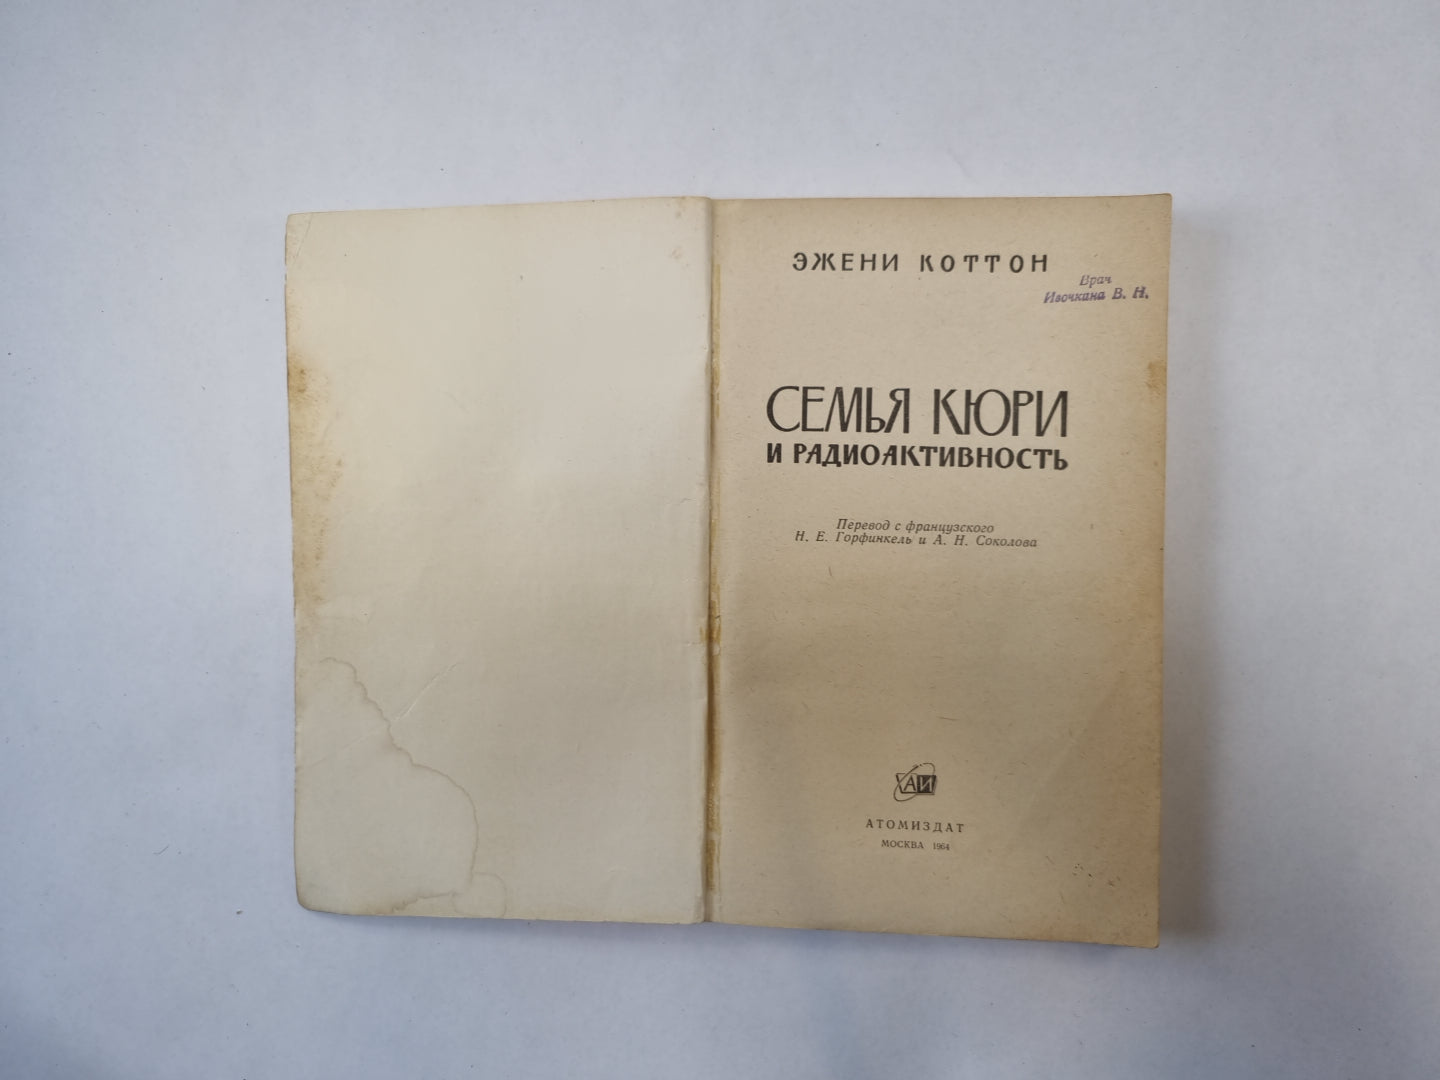 ЭЖЕНИ КОТТОН
Врач
Ивочкина В. Н.
СЕМЬЯ КЮРИ
И РАДИОАКТИВНОСТЬ
Перевод с французского
Н. Е. Горфинкель и А. Н. Соколова
АИ
АТОМИЗДАТ
МОСКВА 1964